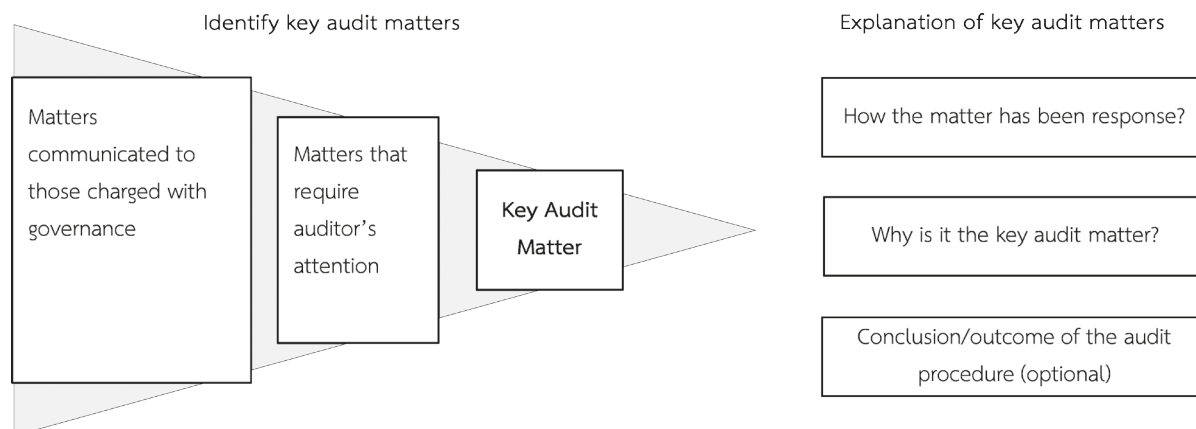 Identify key audit matters
Matters
communicated to
those charged with
governance
Matters that
require
auditor's
attention
Key Audit
Matter
Explanation of key audit matters
How the matter has been response?
Why is it the key audit matter?
Conclusion/outcome of the audit
procedure (optional)